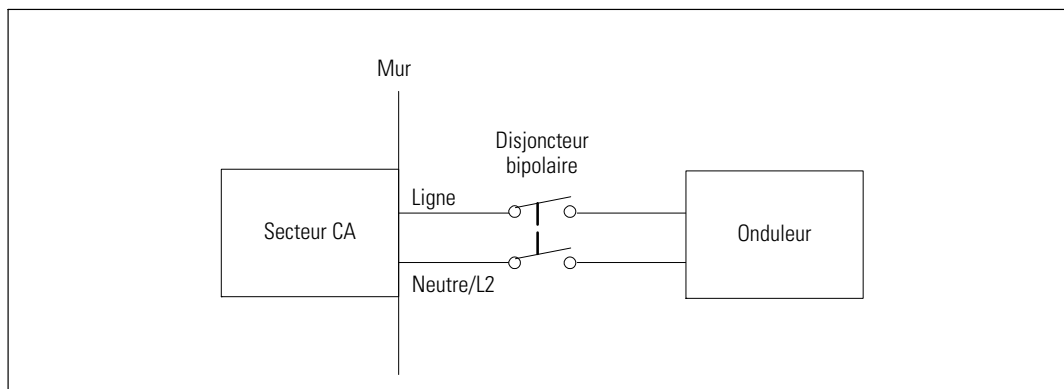 Mur
Disjoncteur
bipolaire
Ligne
Secteur CA
Onduleur
Neutre/L2